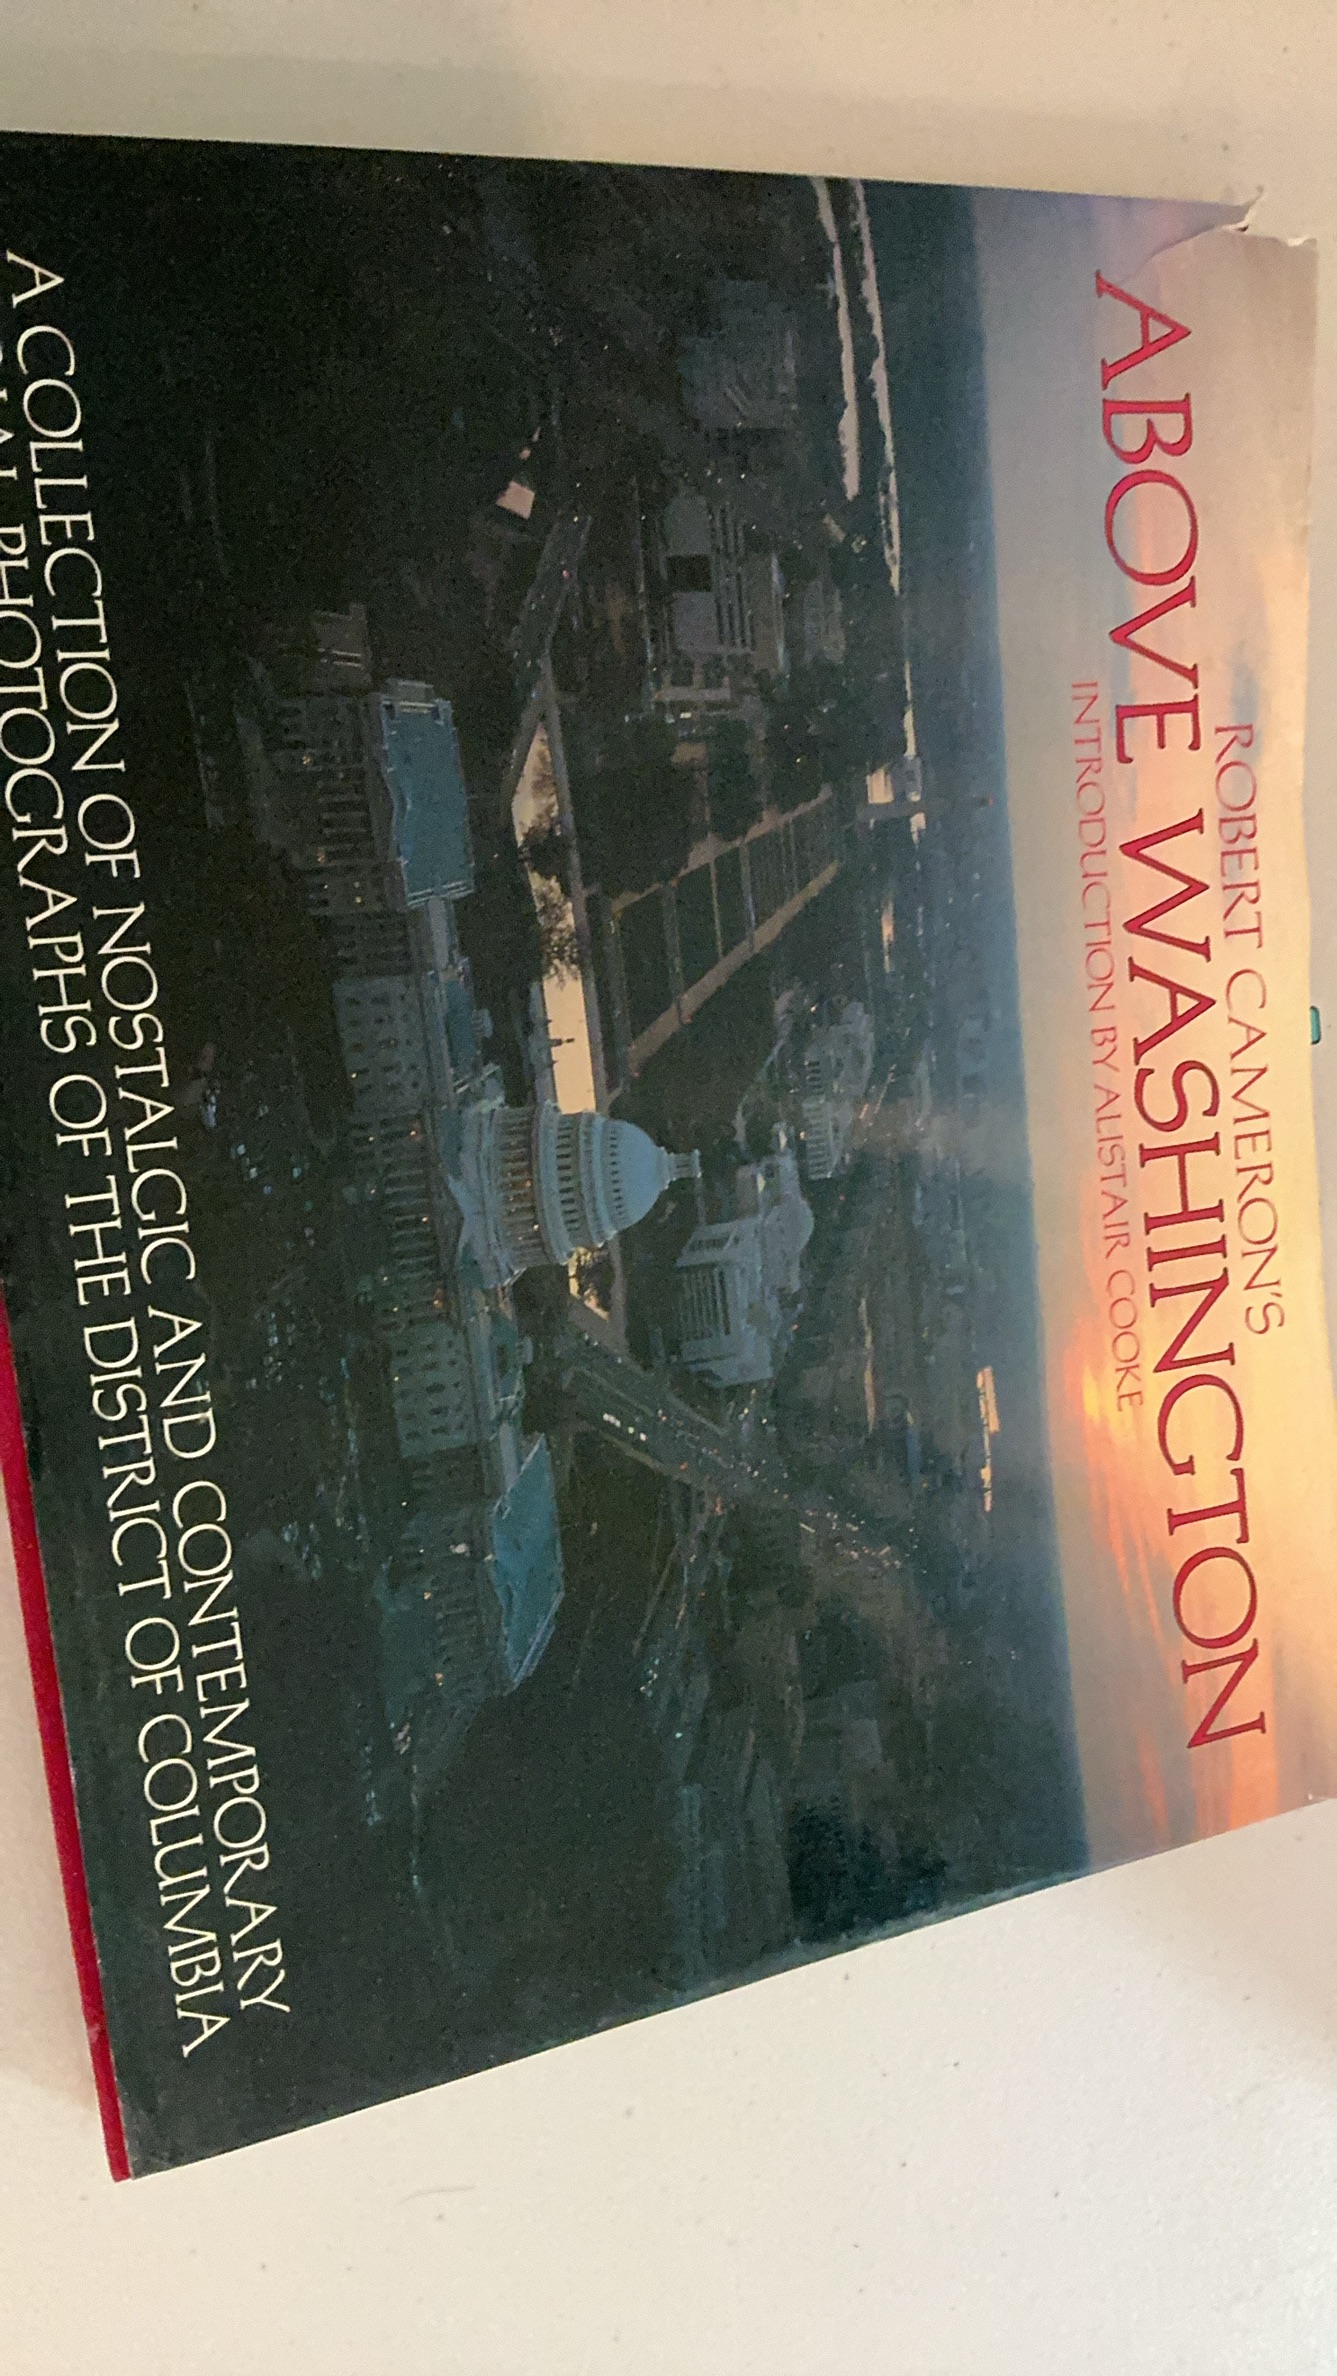 ROBERT CAMERON'S
ABOVE WASHINGTON
INTRODUCTION BY ALISTAIR COOKE
A COLLECTION OF NOSTALGIC AND CONTEMPORARY
PHOTOGRAPHS OF THE DISTRICT OF COLUMBIA